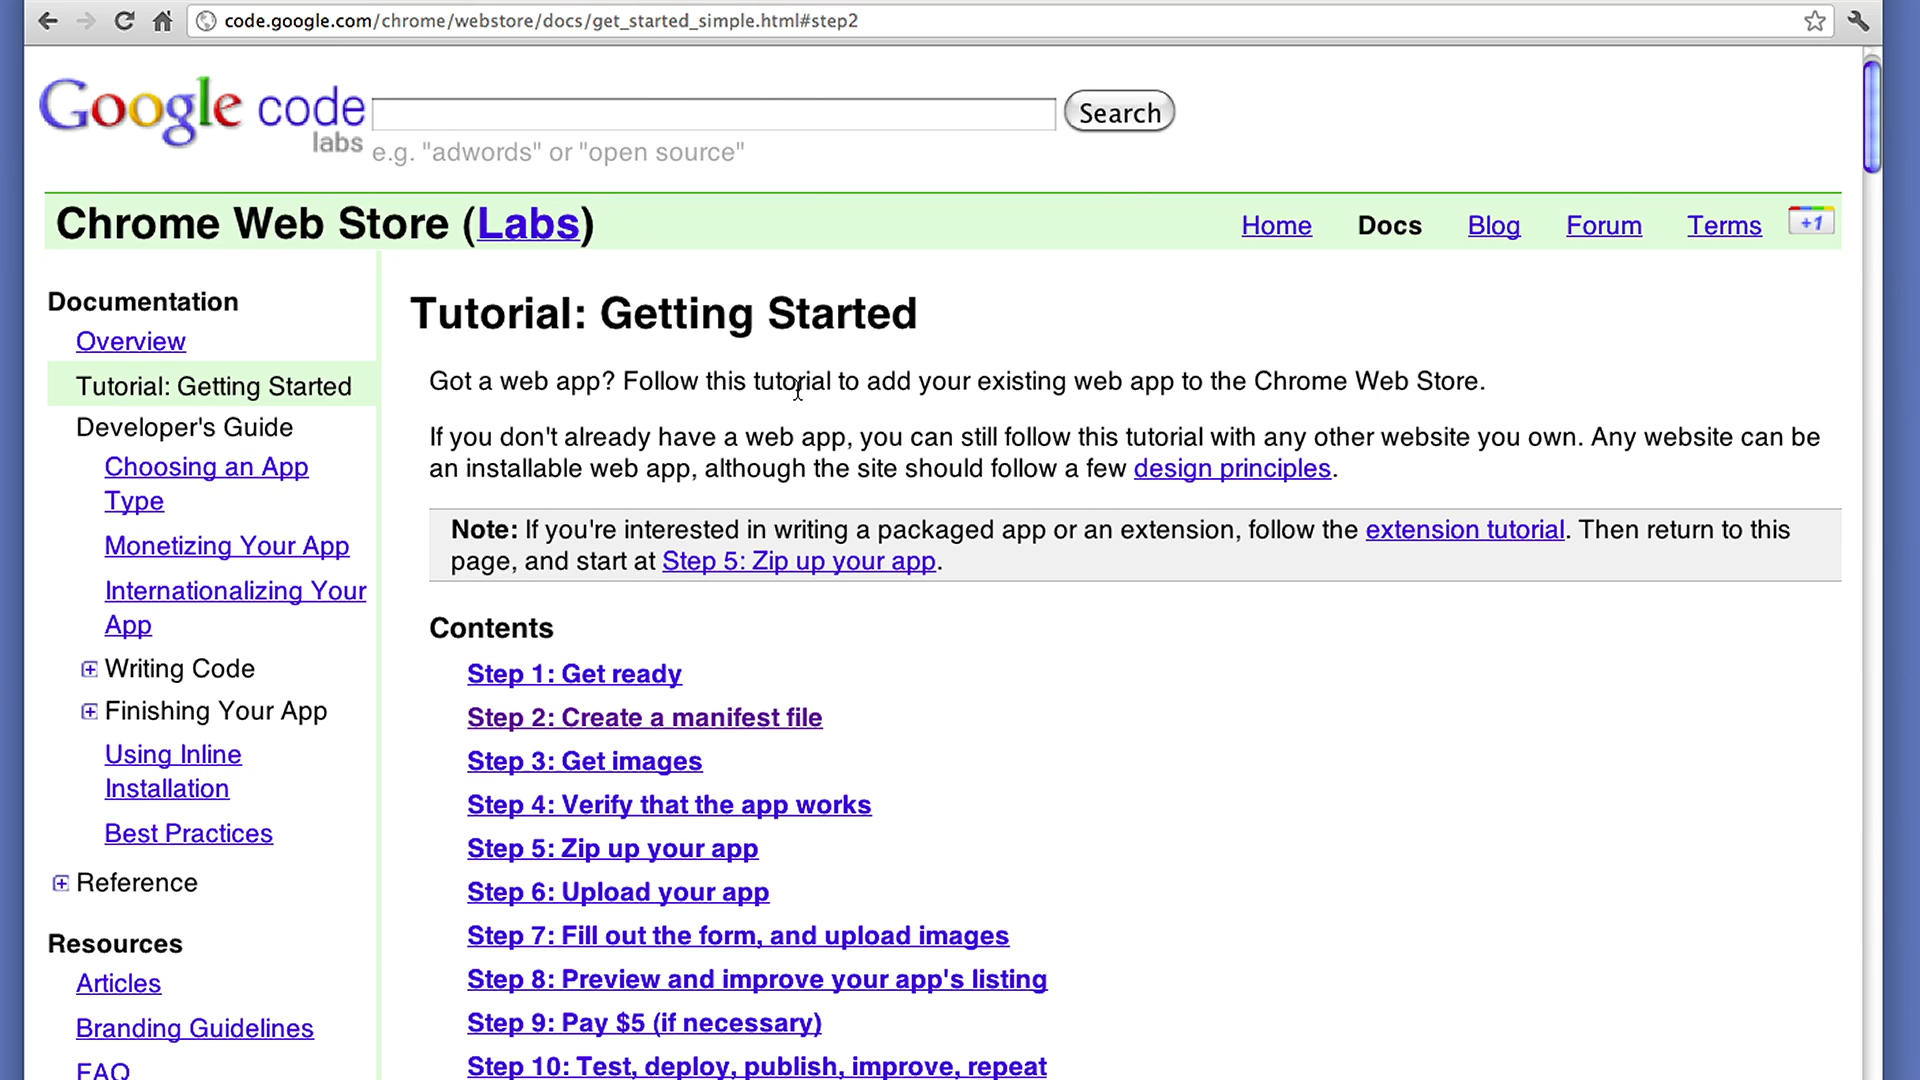 code.google.com/chrome/webstore/docs/get_started_simple.html#step2
Google code
labs
Search
e.g. "adwords" or "open source"
Chrome Web Store (Labs)
Home Docs Blog Forum Terms +1
Documentation
Overview
Tutorial: Getting Started
Developer's Guide
Choosing an App
Type
Monetizing Your App
Internationalizing Your
App
Writing Code
Finishing Your App
Using Inline
Installation
Best Practices
Reference
Resources
Articles
Branding Guidelines
FAQ
Tutorial: Getting Started
Got a web app? Follow this tutorial to add your existing web app to the Chrome Web Store.
If you don't already have a web app, you can still follow this tutorial with any other website you own. Any website can be
an installable web app, although the site should follow a few design principles.
Note: If you're interested in writing a packaged app or an extension, follow the extension tutorial. Then return to this
page, and start at Step 5: Zip up your app.
Contents
Step 1: Get ready
Step 2: Create a manifest file
Step 3: Get images
Step 4: Verify that the app works
Step 5: Zip up your app
Step 6: Upload your app
Step 7: Fill out the form, and upload images
Step 8: Preview and improve your app's listing
Step 9: Pay $5 (if necessary)
Step 10: Test, deploy, publish, improve, repeat